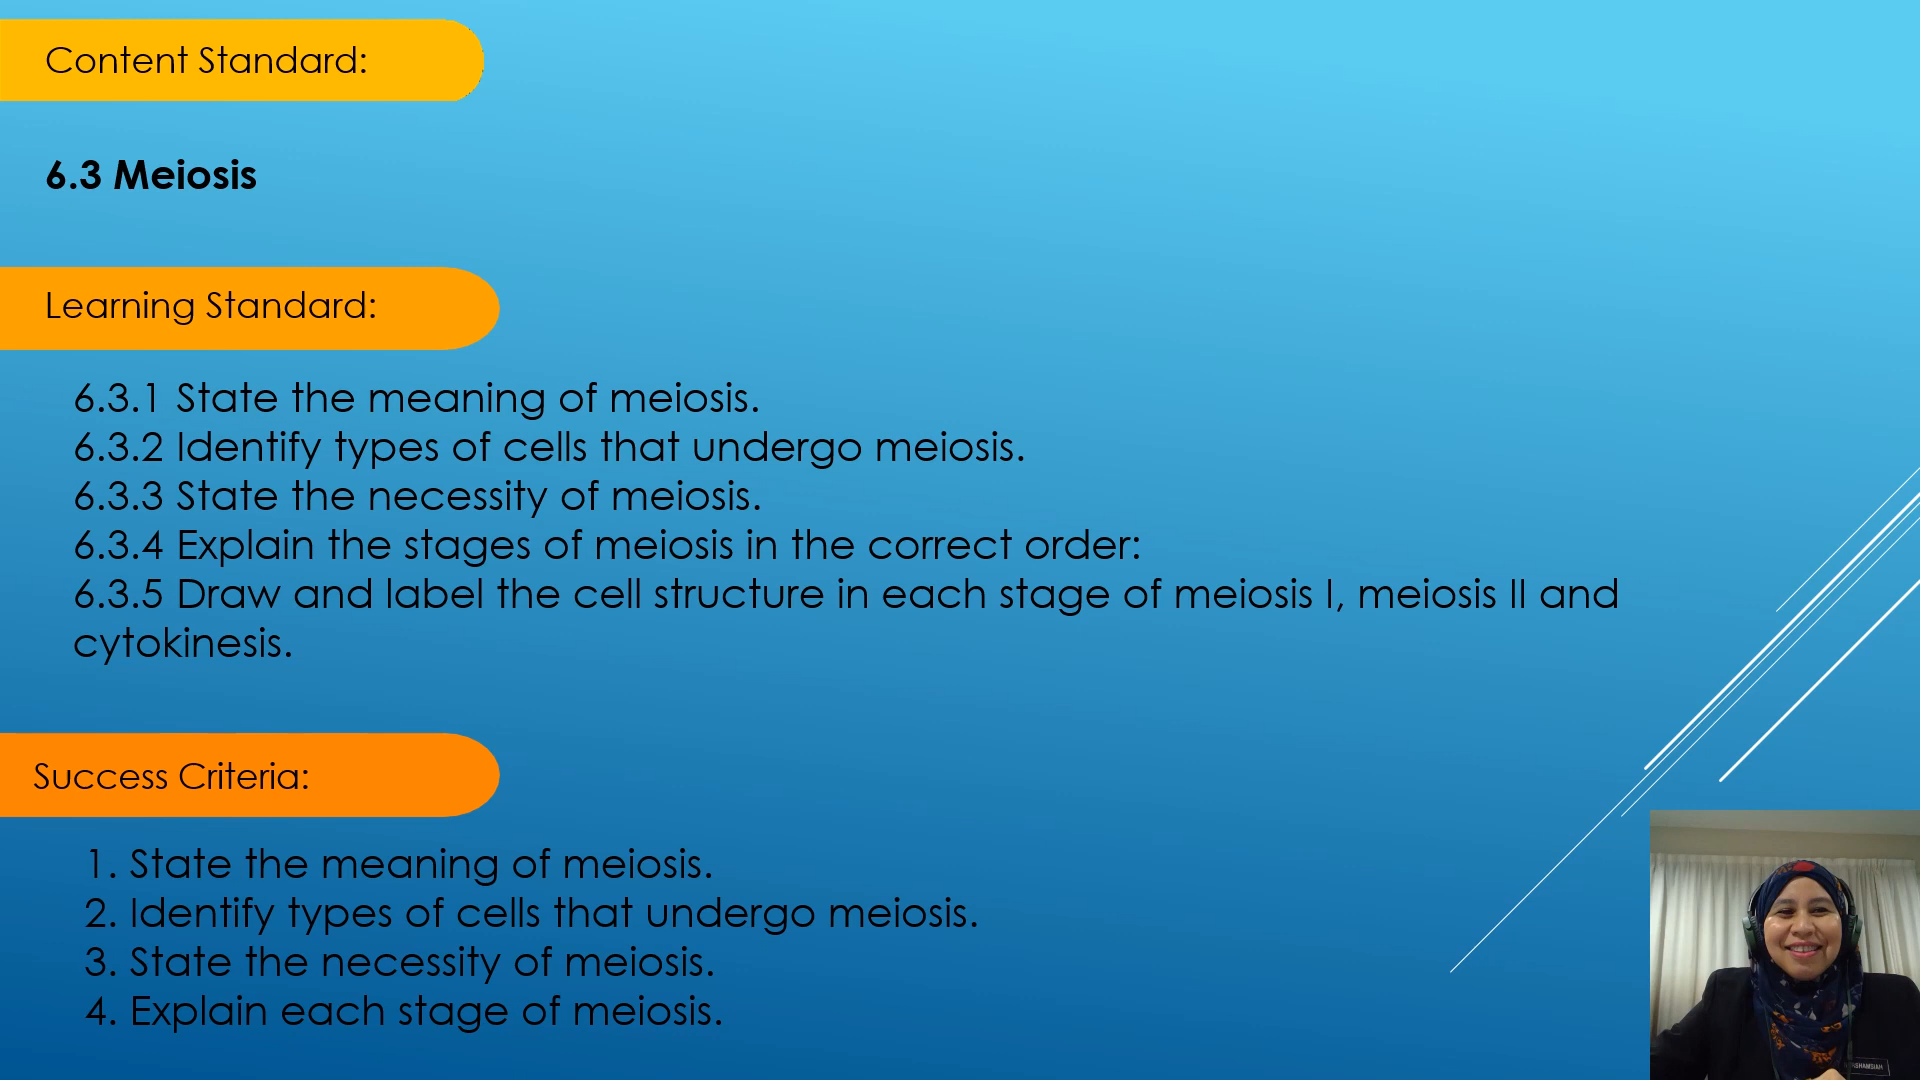 Content Standard:
6.3 Meiosis
Learning Standard:
6.3.1 State the meaning of meiosis.
6.3.2 Identify types of cells that undergo meiosis.
6.3.3 State the necessity of meiosis.
6.3.4 Explain the stages of meiosis in the correct order:
6.3.5 Draw and label the cell structure in each stage of meiosis I, meiosis II and
cytokinesis.
Success Criteria:
1. State the meaning of meiosis.
2. Identify types of cells that undergo meiosis.
3. State the necessity of meiosis.
4. Explain each stage of meiosis.